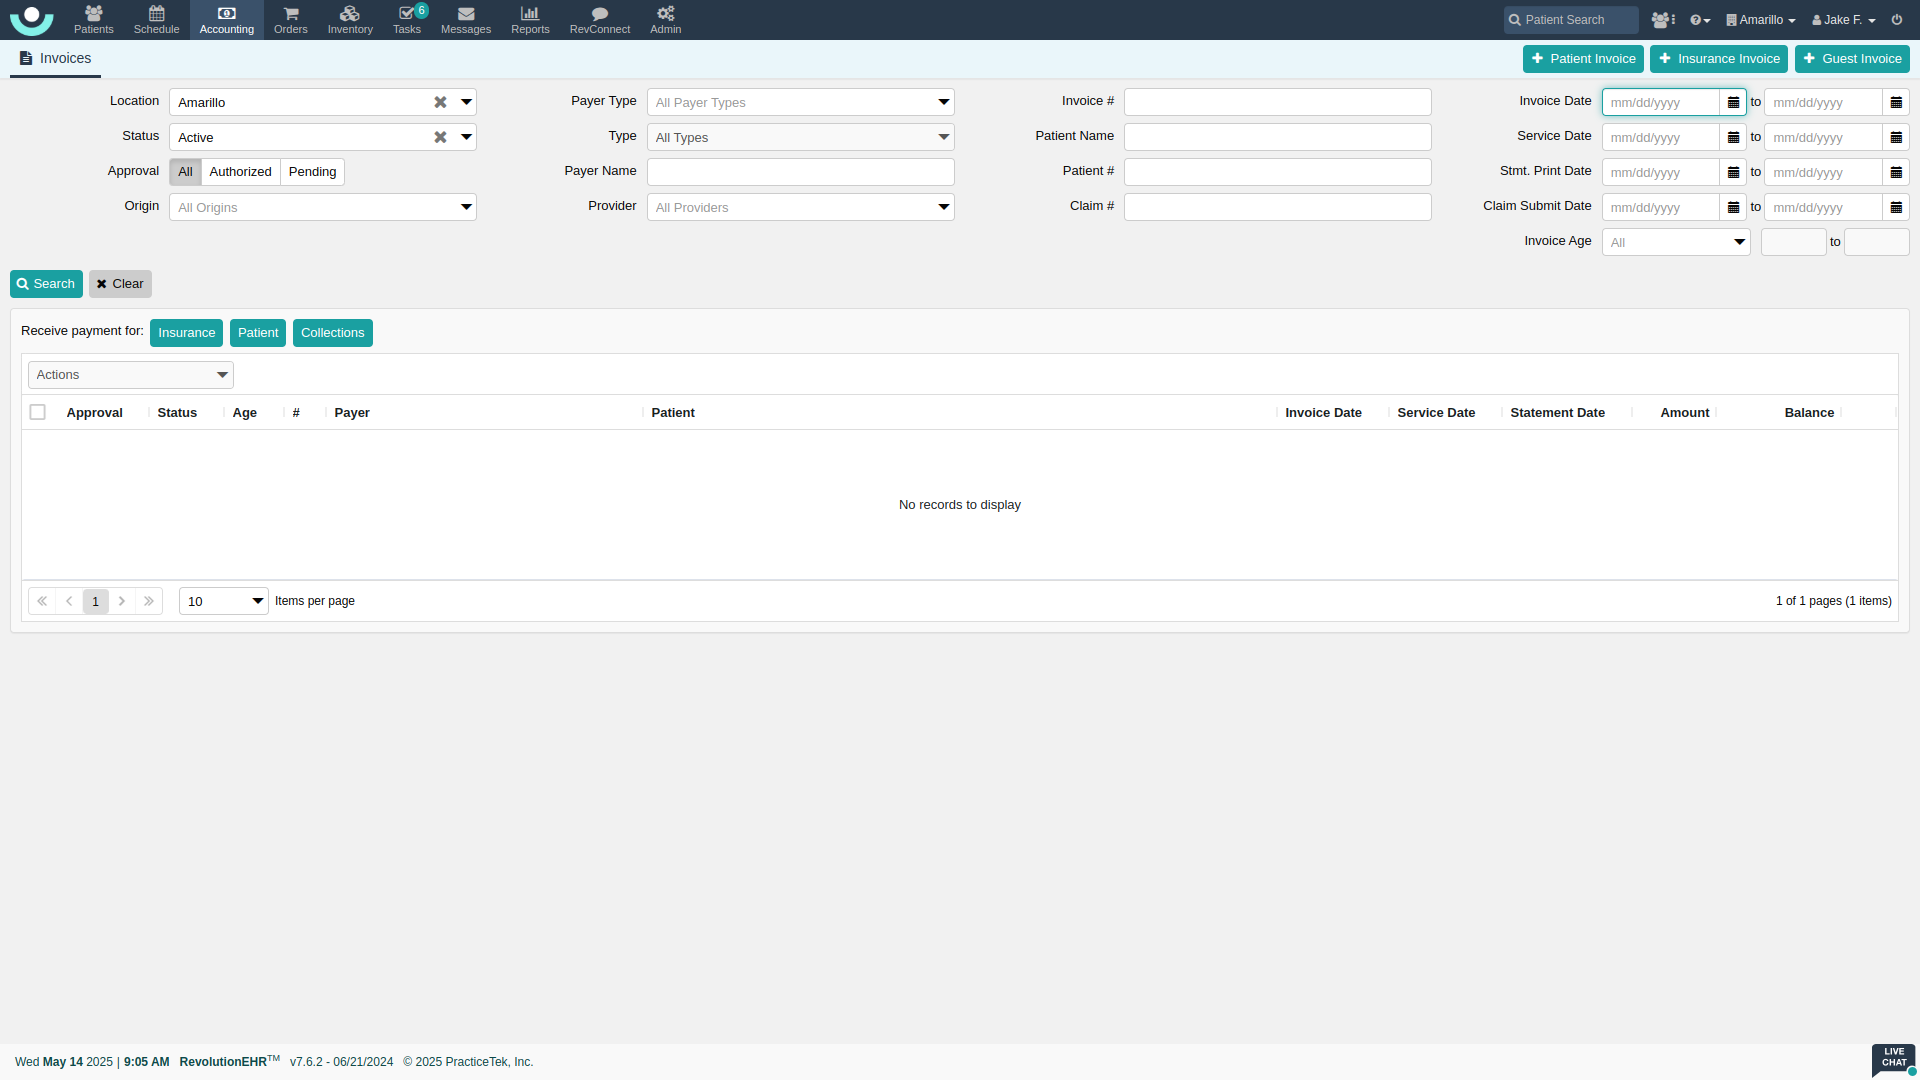 Patients
Schedule
Accounting
Orders
Inventory
Tasks
6
Messages
Reports
RevConnect
Admin
Patient Search
Amarillo
Jake F.
Invoices
Patient Invoice
Insurance Invoice
Guest Invoice
Location
Amarillo
Payer Type
All Payer Types
Invoice #
Invoice Date
mm/dd/yyyy
to
mm/dd/yyyy
Status
Active
Type
All Types
Patient Name
Service Date
mm/dd/yyyy
to
mm/dd/yyyy
Approval
All
Authorized
Pending
Payer Name
Patient #
Stmt. Print Date
mm/dd/yyyy
to
mm/dd/yyyy
Origin
All Origins
Provider
All Providers
Claim #
Claim Submit Date
mm/dd/yyyy
to
mm/dd/yyyy
Invoice Age
All
to
Search
Clear
Receive payment for:
Insurance
Patient
Collections
Actions
Approval
Status
Age
#
Payer
Patient
Invoice Date
Service Date
Statement Date
Amount
Balance
No records to display
1
10
Items per page
1 of 1 pages (1 items)
Wed May 14 2025 | 9:05 AM RevolutionEHR™ v7.6.2 - 06/21/2024 © 2025 PracticeTek, Inc.
LIVE
CHAT